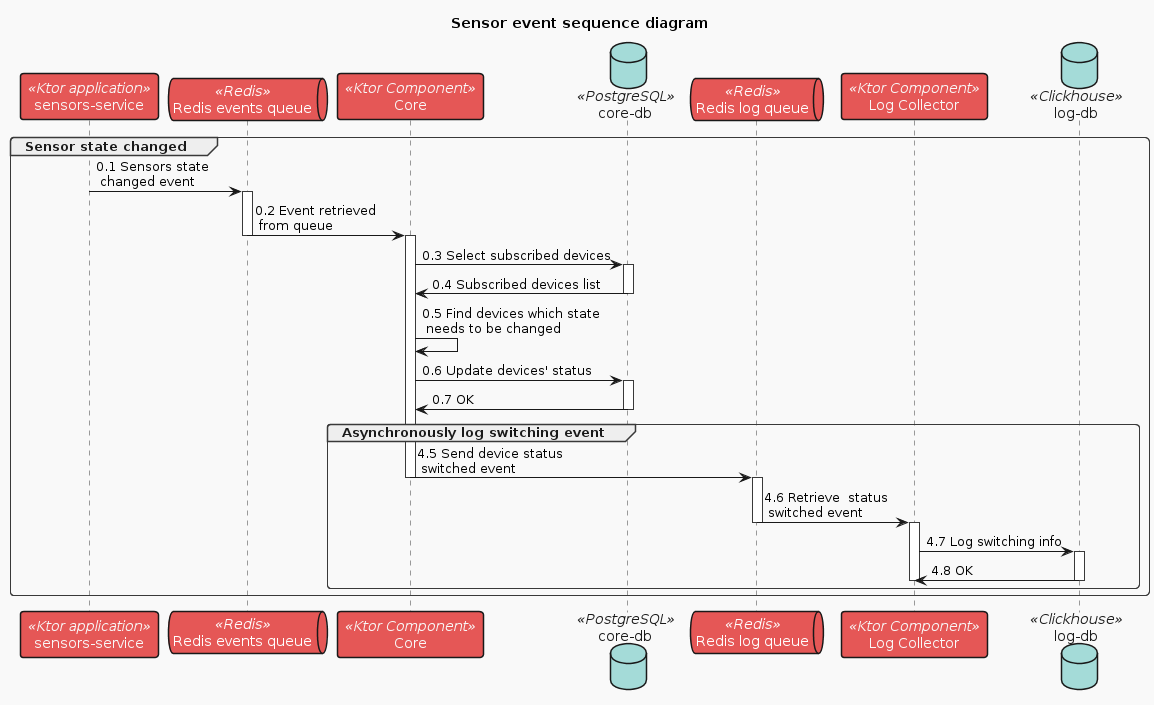 Sensor event sequence diagram
«Ktor application»
sensors-service
«Redis»
Redis events queue
«Ktor Component»
Core
«PostgreSQL»
core-db
«Redis»
Redis log queue
«Ktor Component»
Log Collector
«Clickhouse»
log-db
Sensor state changed
0.1 Sensors state
changed event
0.2 Event retrieved
from queue
0.3 Select subscribed devices
0.4 Subscribed devices list
0.5 Find devices which state
needs to be changed
0.6 Update devices' status
0.7 OK
Asynchronously log switching event
4.5 Send device status
switched event
4.6 Retrieve  status
switched event
4.7 Log switching info
4.8 OK
«Ktor application»
sensors-service
«Redis»
Redis events queue
«Ktor Component»
Core
«PostgreSQL»
core-db
«Redis»
Redis log queue
«Ktor Component»
Log Collector
«Clickhouse»
log-db